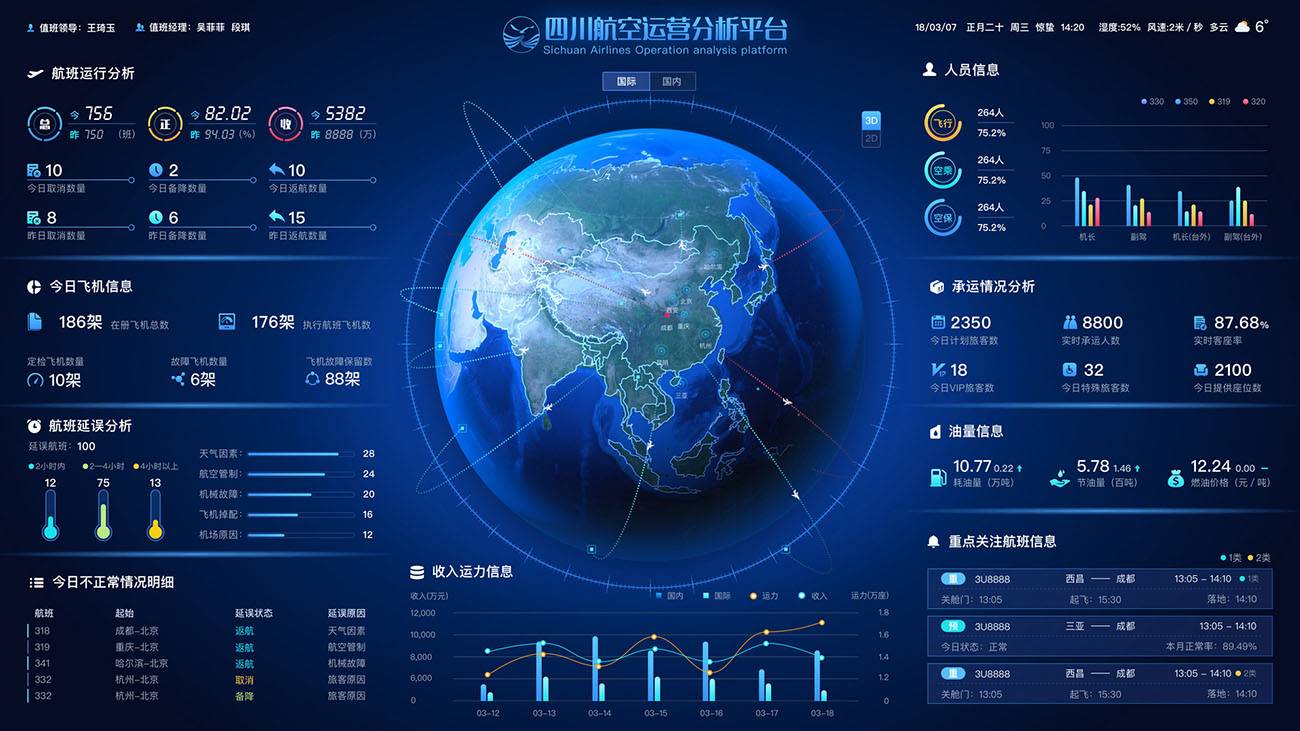 值班领导: 王琦玉 值班经理: 吴菲菲 段琪
四川航空运营分析平台
Sichuan Airlines Operation analysis platform
18/03/07 正月二十 周三 惊蛰 14:20 湿度:52% 风速:2米 / 秒 多云 6°
国际 国内
3D
2D
航班运行分析
总 今 756
昨 750 (班)
正 今 82.02
昨 94.03 (%)
收 今 5382
昨 8888 (万)
10 2 10
今日取消数量 今日备降数量 今日返航数量
8 6 15
昨日取消数量 昨日备降数量 昨日返航数量
今日飞机信息
186架 在册飞机总数 176架 执行航班飞机数
定检飞机数量 故障飞机数量 飞机故障保留数
10架 6架 88架
航班延误分析
延误航班: 100
2小时内 2—4小时 4小时以上
12 75 13
天气因素: 28
航空管制: 24
机械故障: 20
飞机掉配: 16
机场原因: 12
今日不正常情况明细
航班 起始 延误状态 延误原因
318 成都–北京 返航 天气因素
319 重庆–北京 返航 航空管制
341 哈尔滨–北京 返航 机械故障
332 杭州–北京 取消 旅客原因
332 杭州–北京 备降 旅客原因
哈尔滨
北京
西安
成都 重庆
杭州
昆明
三亚
收入运力信息
收入(万元) 国内 国际 运力 收入 运力(万座)
12,000 1.8
10,000 1.6
8,000 1.4
6,000 1.2
0 0
03–12 03–13 03–14 03–15 03–16 03–17 03–18
人员信息
330 350 319 320
飞行 264人
75.2%
空乘 264人
75.2%
空保 264人
75.2%
100
75
50
25
0
机长 副驾 机长(台外) 副驾(台外)
承运情况分析
2350 8800 87.68%
今日计划旅客数 实时承运人数 实时客座率
18 32 2100
今日VIP旅客数 今日特殊旅客数 今日提供座位数
油量信息
10.77 0.22 5.78 1.46 12.24 0.00
耗油量 (万吨) 节油量 (百吨) 燃油价格 (元 / 吨)
重点关注航班信息
1类 2类
重 3U8888 西昌 — 成都 13:05 – 14:10 1类
关舱门: 13:05 起飞: 15:30 落地: 14:10
预 3U8888 三亚 — 成都 13:05 – 14:10
今日状态: 正常 本月正常率: 89.49%
重 3U8888 西昌 — 成都 13:05 – 14:10 2类
关舱门: 13:05 起飞: 15:30 落地: 14:10